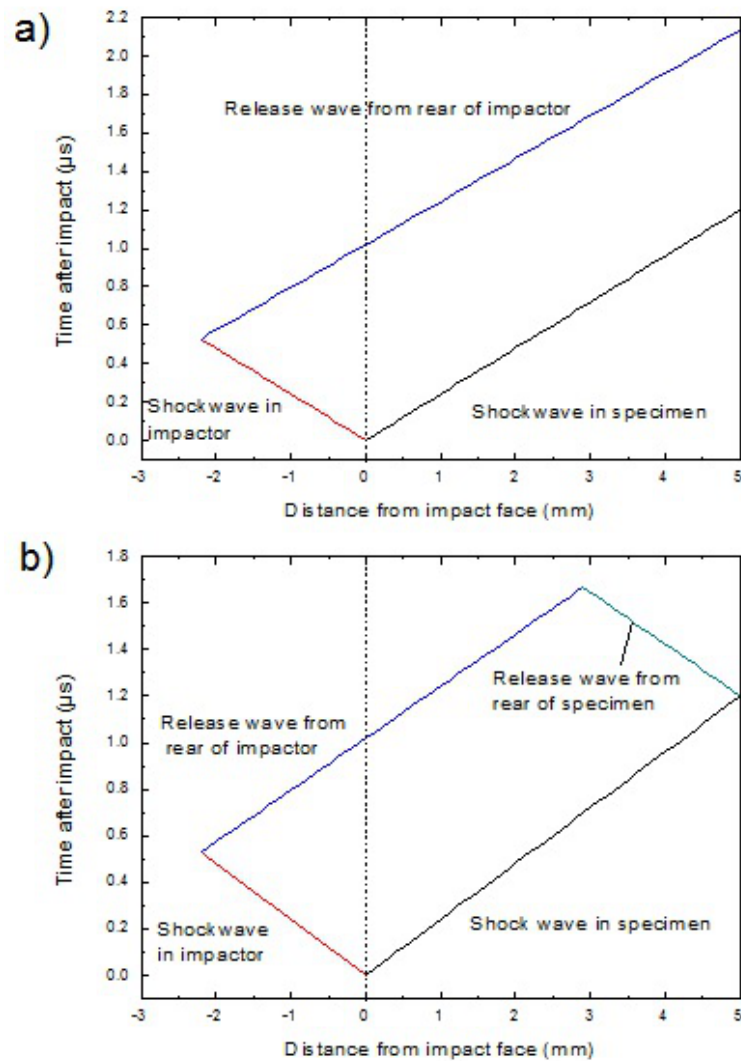 a)
2.2
2.0
1.8
1.6
1.4
1.2
1.0
0.8
0.6
0.4
0.2
0.0
Time after impact (µs)
Release wave from rear of impactor
Shockwave in
impactor
Shockwave in specimen
-3 -2 -1 0 1 2 3 4 5
Distance from impact face (mm)
b)
1.8
1.6
1.4
1.2
1.0
0.8
0.6
0.4
0.2
0.0
Time after impact (µs)
Release wave from
rear of specimen
Release wave from
rear of impactor
Shockwave
in impactor
Shock wave in specimen
-3 -2 -1 0 1 2 3 4 5
Distance from impact face (mm)